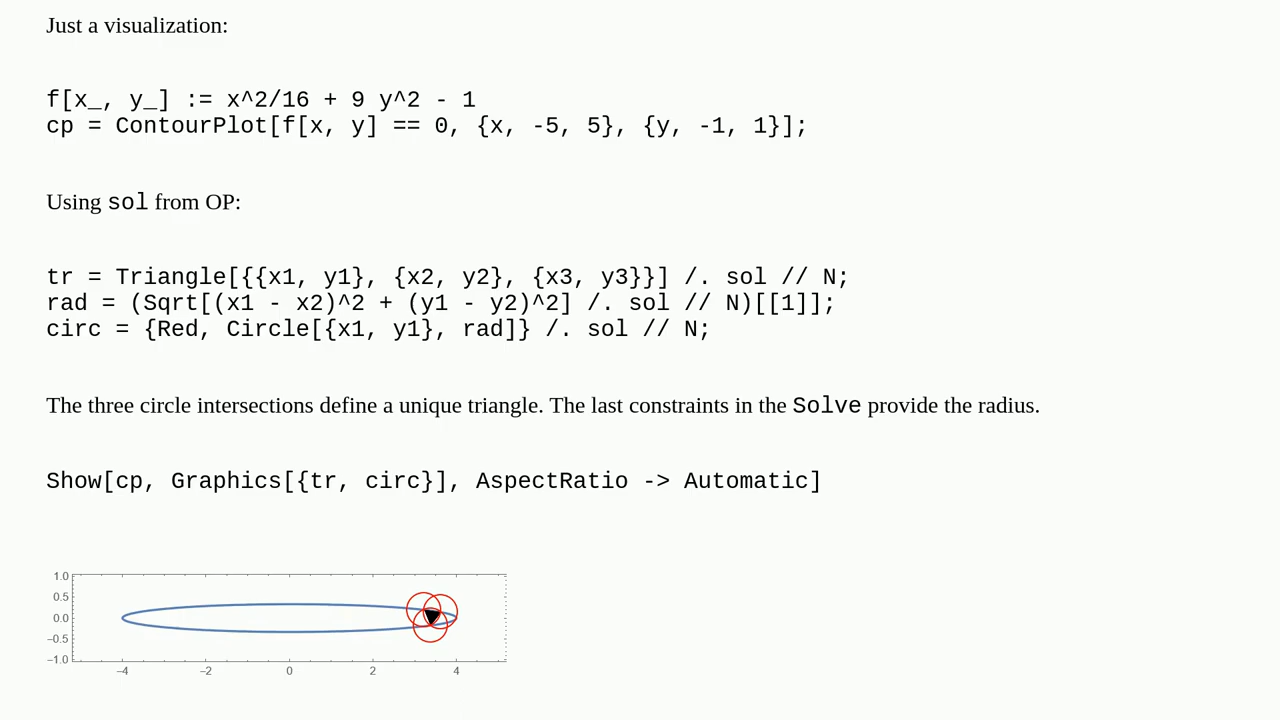 Just a visualization:
f[x_, y_] := x^2/16 + 9 y^2 - 1
cp = ContourPlot[f[x, y] == 0, {x, -5, 5}, {y, -1, 1}];
Using sol from OP:
tr = Triangle[{{x1, y1}, {x2, y2}, {x3, y3}}] /. sol // N;
rad = (Sqrt[(x1 - x2)^2 + (y1 - y2)^2] /. sol // N)[[1]];
circ = {Red, Circle[{x1, y1}, rad]} /. sol // N;
The three circle intersections define a unique triangle. The last constraints in the Solve provide the radius.
Show[cp, Graphics[{tr, circ}], AspectRatio -> Automatic]
1.0
0.5
0.0
−0.5
−1.0
−4 −2 0 2 4